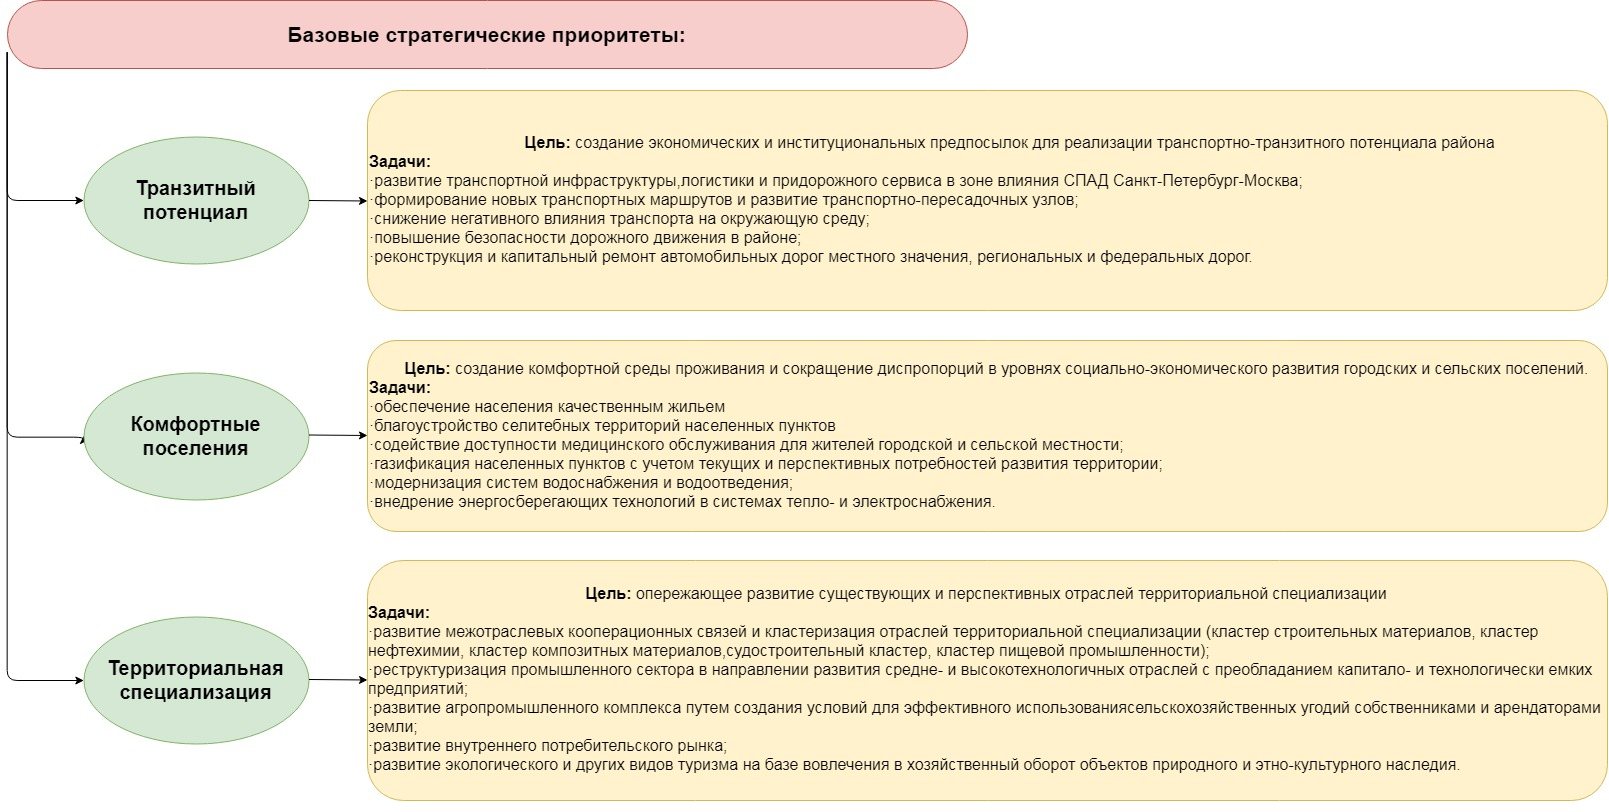 Базовые стратегические приоритеты:
Транзитный
потенциал
Цель: создание экономических и институциональных предпосылок для реализации транспортно-транзитного потенциала района
Задачи:
·развитие транспортной инфраструктуры,логистики и придорожного сервиса в зоне влияния СПАД Санкт-Петербург-Москва;
·формирование новых транспортных маршрутов и развитие транспортно-пересадочных узлов;
·снижение негативного влияния транспорта на окружающую среду;
·повышение безопасности дорожного движения в районе;
·реконструкция и капитальный ремонт автомобильных дорог местного значения, региональных и федеральных дорог.
Комфортные
поселения
Цель: создание комфортной среды проживания и сокращение диспропорций в уровнях социально-экономического развития городских и сельских поселений.
Задачи:
·обеспечение населения качественным жильем
·благоустройство селитебных территорий населенных пунктов
·содействие доступности медицинского обслуживания для жителей городской и сельской местности;
·газификация населенных пунктов с учетом текущих и перспективных потребностей развития территории;
·модернизация систем водоснабжения и водоотведения;
·внедрение энергосберегающих технологий в системах тепло- и электроснабжения.
Территориальная
специализация
Цель: опережающее развитие существующих и перспективных отраслей территориальной специализации
Задачи:
·развитие межотраслевых кооперационных связей и кластеризация отраслей территориальной специализации (кластер строительных материалов, кластер
нефтехимии, кластер композитных материалов,судостроительный кластер, кластер пищевой промышленности);
·реструктуризация промышленного сектора в направлении развития средне- и высокотехнологичных отраслей с преобладанием капитало- и технологически емких
предприятий;
·развитие агропромышленного комплекса путем создания условий для эффективного использованиясельскохозяйственных угодий собственниками и арендаторами
земли;
·развитие внутреннего потребительского рынка;
·развитие экологического и других видов туризма на базе вовлечения в хозяйственный оборот объектов природного и этно-культурного наследия.